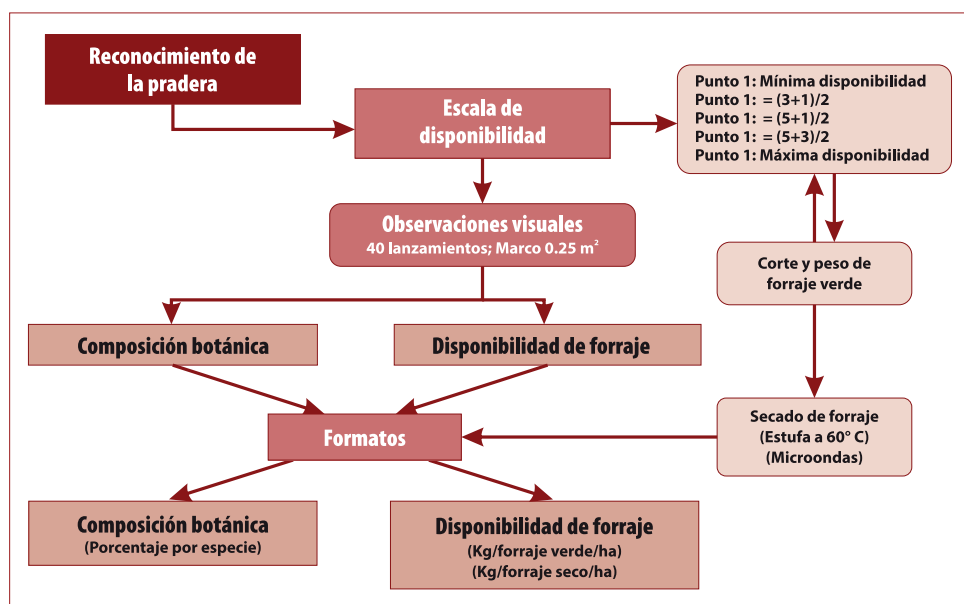 Reconocimiento de
la pradera
Escala de
disponibilidad
Punto 1: Mínima disponibilidad
Punto 1: = (3+1)/2
Punto 1: = (5+1)/2
Punto 1: = (5+3)/2
Punto 1: Máxima disponibilidad
Observaciones visuales
40 lanzamientos; Marco 0.25 m²
Corte y peso de
forraje verde
Composición botánica
Disponibilidad de forraje
Secado de forraje
(Estufa a 60° C)
(Microondas)
Formatos
Composición botánica
(Porcentaje por especie)
Disponibilidad de forraje
(Kg/forraje verde/ha)
(Kg/forraje seco/ha)